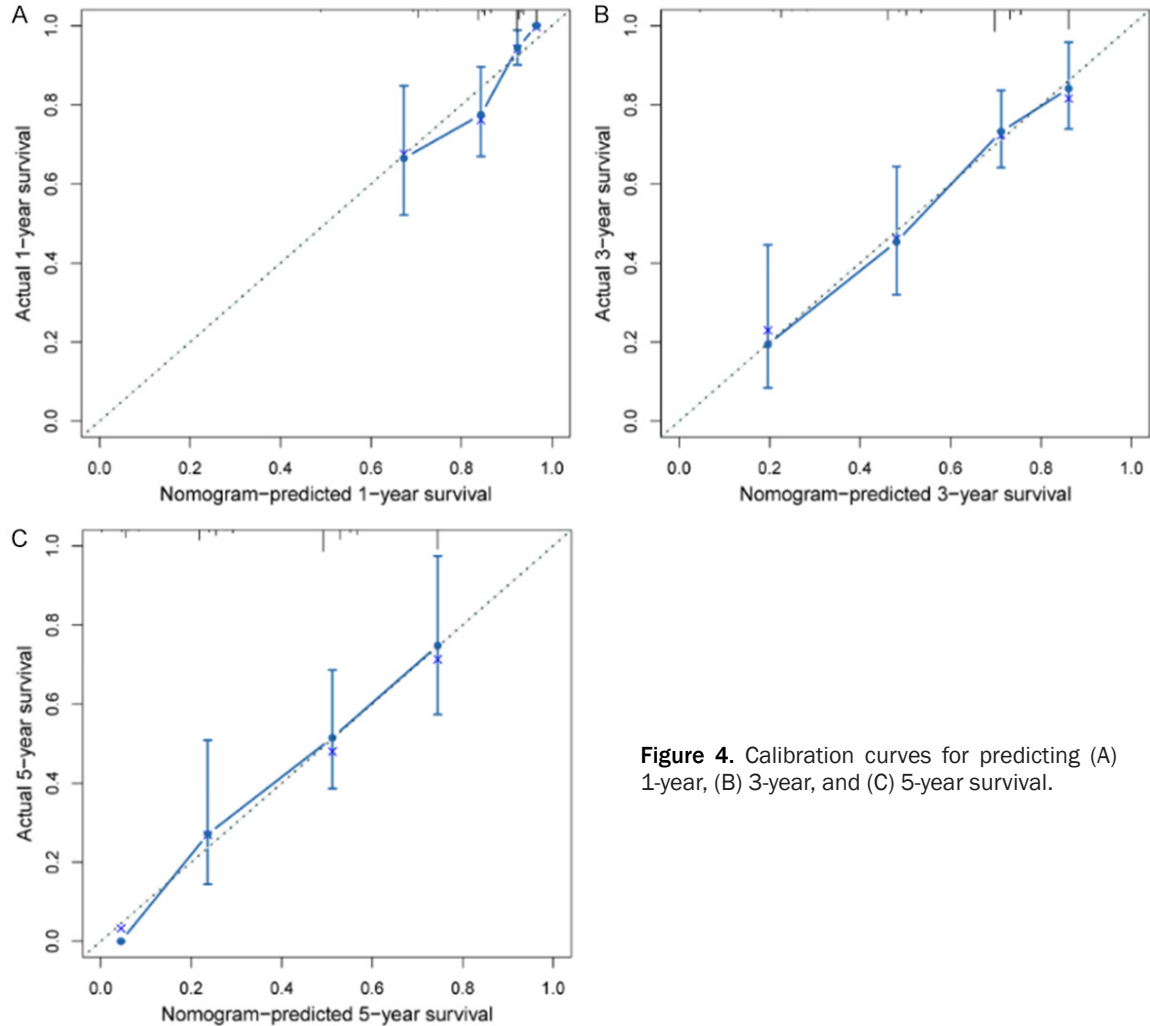 A
Actual 1−year survival
1.0
0.8
0.6
0.4
0.2
0.0
0.0 0.2 0.4 0.6 0.8 1.0
Nomogram−predicted 1−year survival
B
Actual 3−year survival
1.0
0.8
0.6
0.4
0.2
0.0
0.0 0.2 0.4 0.6 0.8 1.0
Nomogram−predicted 3−year survival
C
Actual 5−year survival
1.0
0.8
0.6
0.4
0.2
0.0
0.0 0.2 0.4 0.6 0.8 1.0
Nomogram−predicted 5−year survival
Figure 4. Calibration curves for predicting (A)
1-year, (B) 3-year, and (C) 5-year survival.